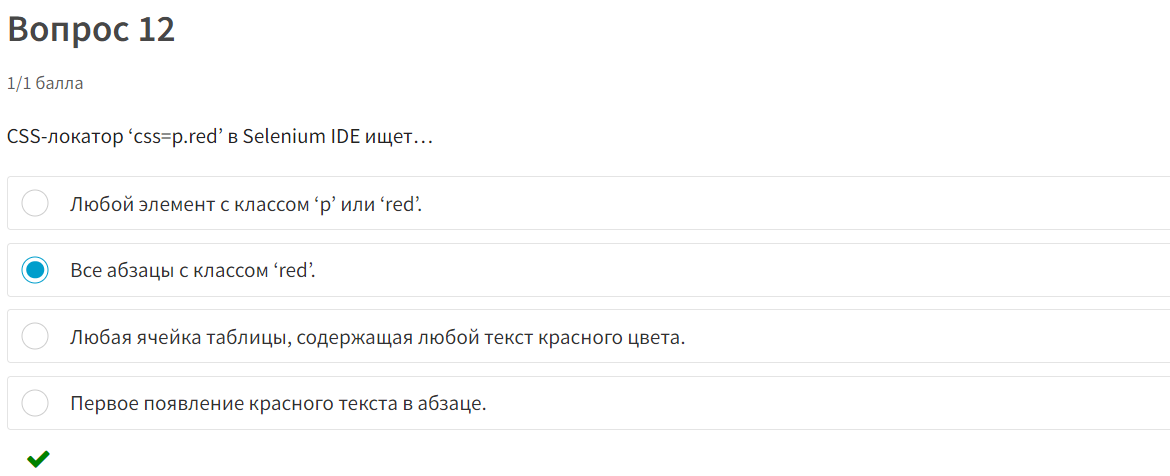 Вопрос 12
1/1 балла
CSS-локатор ‘css=p.red’ в Selenium IDE ищет…
Любой элемент с классом ‘p’ или ‘red’.
Все абзацы с классом ‘red’.
Любая ячейка таблицы, содержащая любой текст красного цвета.
Первое появление красного текста в абзаце.